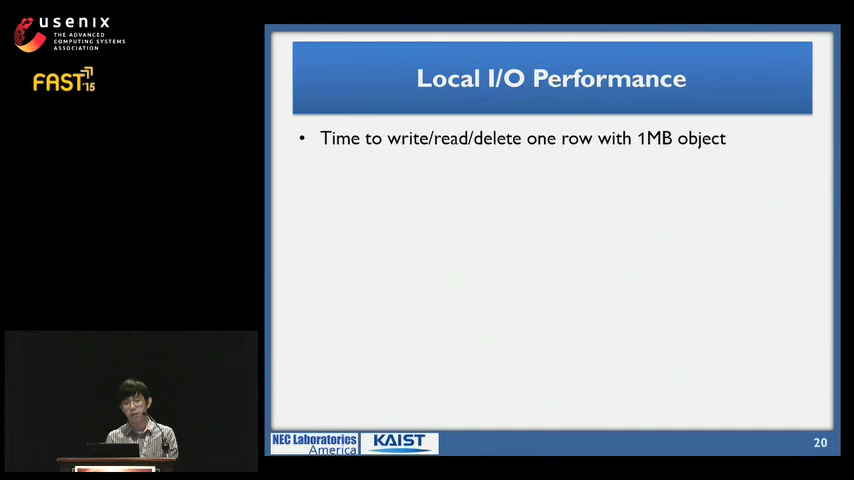 usenix
THE ADVANCED
COMPUTING SYSTEMS
ASSOCIATION
FAST '15
Local I/O Performance
• Time to write/read/delete one row with 1MB object
NEC Laboratories
America
KAIST
20